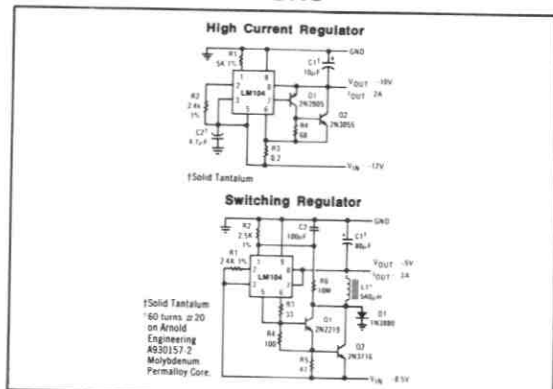 High Current Regulator
GND
R1
5K 1%
C1†
10µF
LM104
VOUT -10V
IOUT 2A
R2
2.4k
1%
Q1
2N2905
Q2
2N3055
R4
68
C2†
4.7µF
R3
0.2
VIN -12V
†Solid Tantalum
Switching Regulator
GND
R2
2.5K
1%
C2
100µF
C1†
R1
2.4K 1%
LM104
VOUT -5V
IOUT 2A
R6
10M
L1*
R3
33
D1
1N3880
Q1
2N2219
R4
100
Q2
2N3716
R5
47
VIN -8.5V
†Solid Tantalum
*60 turns #20
on Arnold
Engineering
A930157-2
Molybdenum
Permalloy Core.